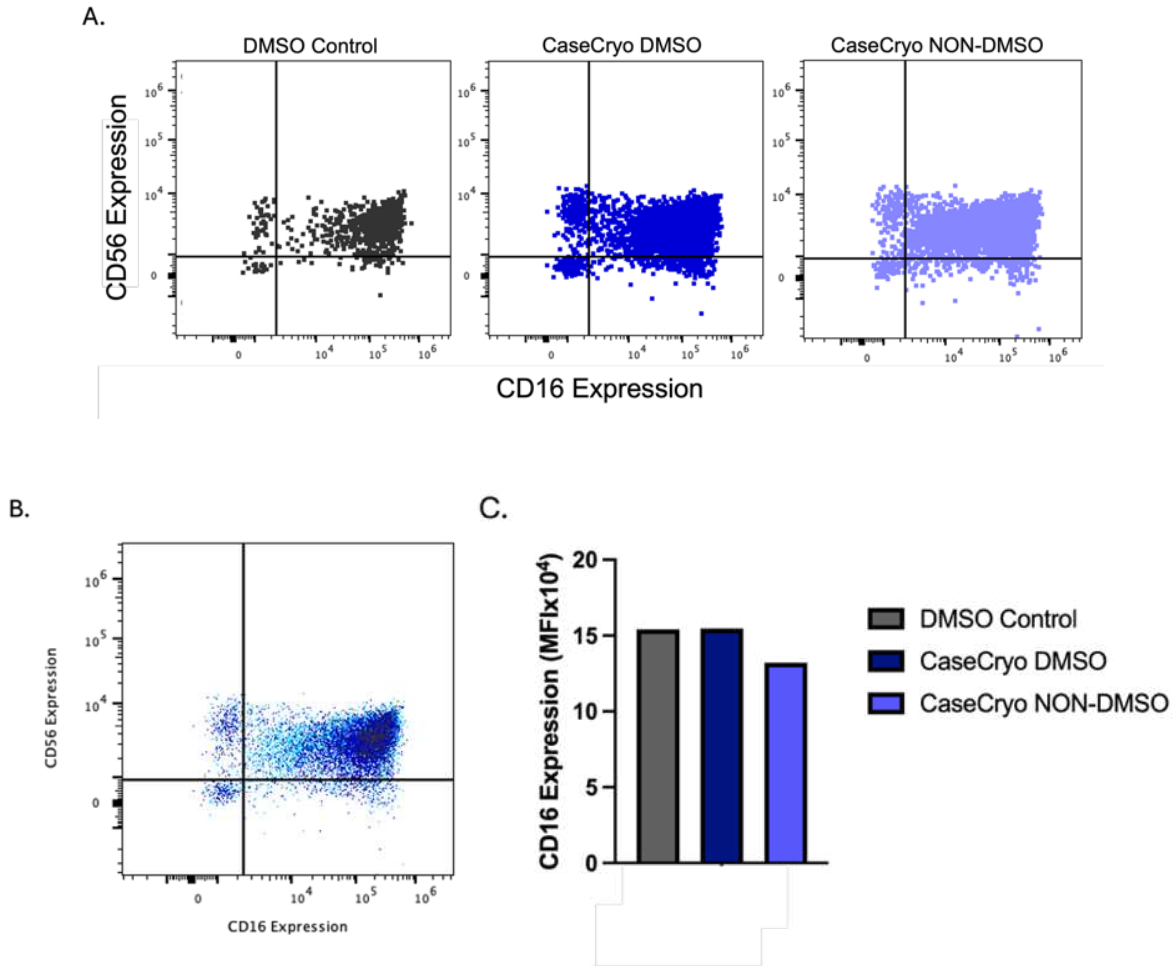 A.
DMSO Control CaseCryo DMSO CaseCryo NON-DMSO
CD56 Expression
10⁶ 10⁶ 10⁶
10⁵ 10⁵ 10⁵
10⁴ 10⁴ 10⁴
0 0 0
0 10⁴ 10⁵ 10⁶ 0 10⁴ 10⁵ 10⁶ 0 10⁴ 10⁵ 10⁶
CD16 Expression
B.
CD56 Expression
10⁶
10⁵
10⁴
0
0 10⁴ 10⁵ 10⁶
CD16 Expression
C.
CD16 Expression (MFIx10⁴)
20
15
10
5
0
DMSO Control
CaseCryo DMSO
CaseCryo NON-DMSO